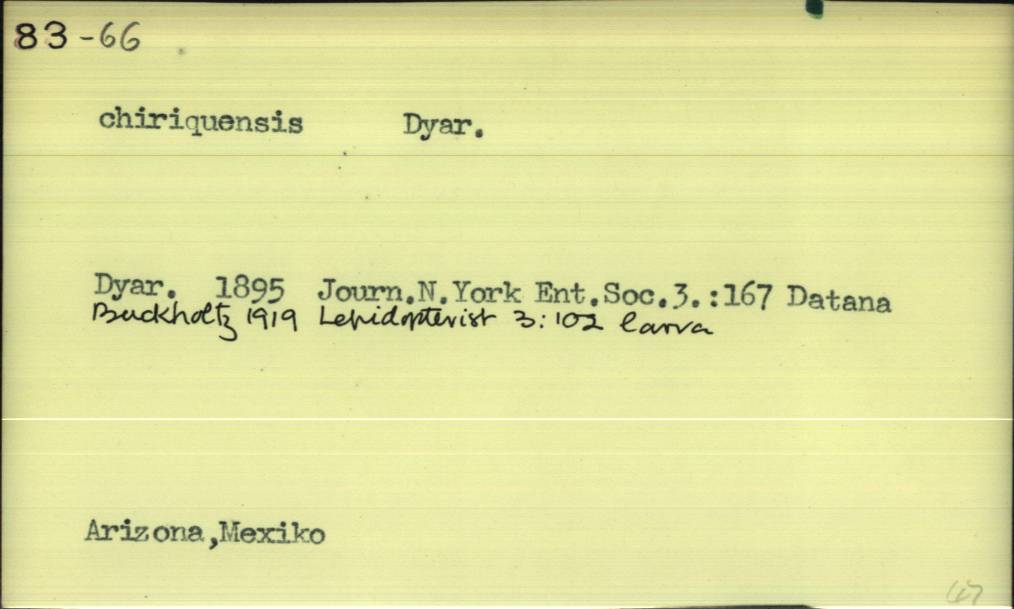 83-66
chiriquensis Dyar.
Dyar. 1895 Journ.N.York Ent.Soc.3.:167 Datana
Buckholtz 1919 Lepidopterist 3:102 larva
Arizona,Mexiko